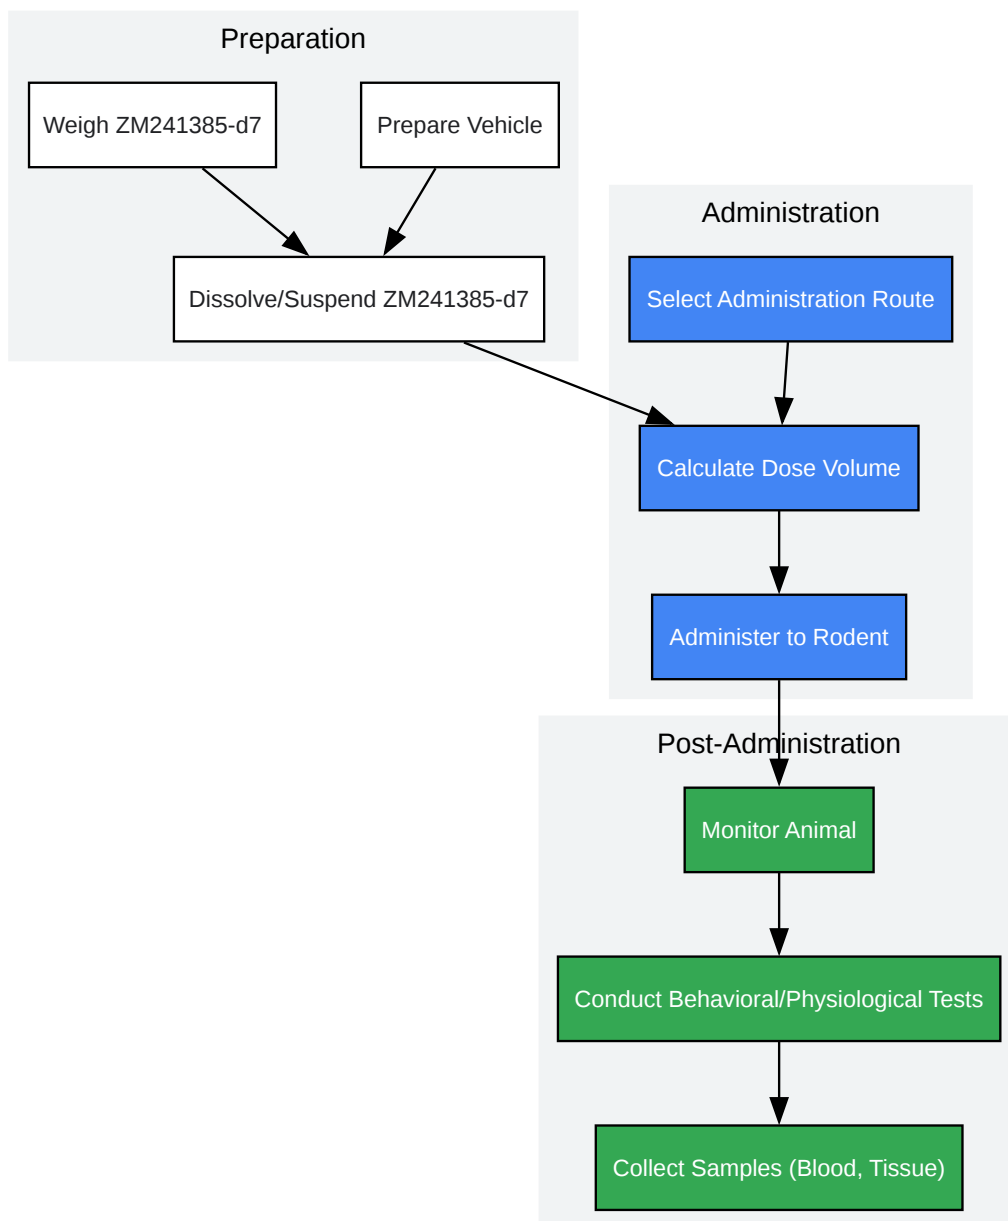 Preparation
Weigh ZM241385-d7
Prepare Vehicle
Dissolve/Suspend ZM241385-d7
Administration
Select Administration Route
Calculate Dose Volume
Administer to Rodent
Post-Administration
Monitor Animal
Conduct Behavioral/Physiological Tests
Collect Samples (Blood, Tissue)